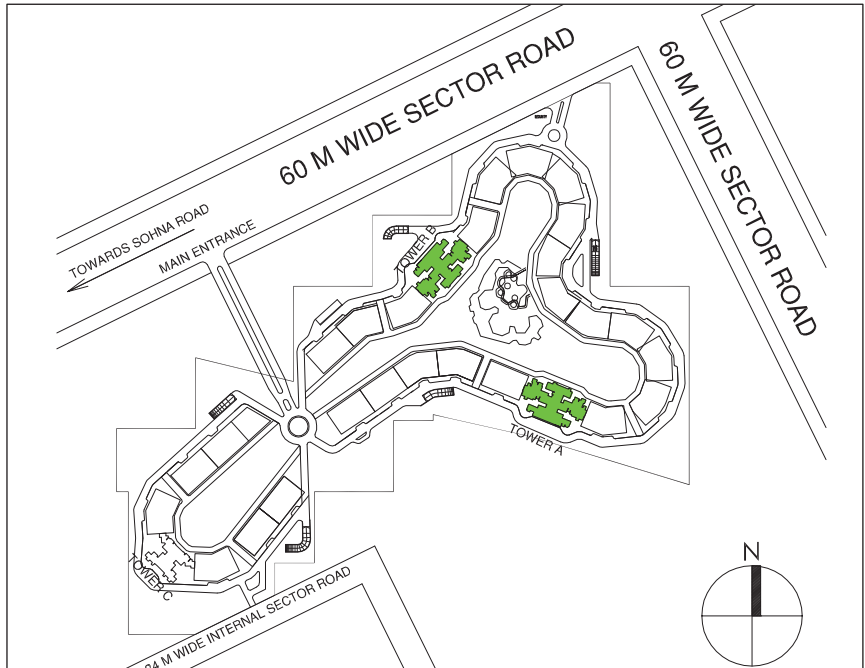 60 M WIDE SECTOR ROAD
60 M WIDE SECTOR ROAD
TOWARDS SOHNA ROAD
MAIN ENTRANCE
TOWER B
TOWER A
TOWER C
24 M WIDE INTERNAL SECTOR ROAD
N